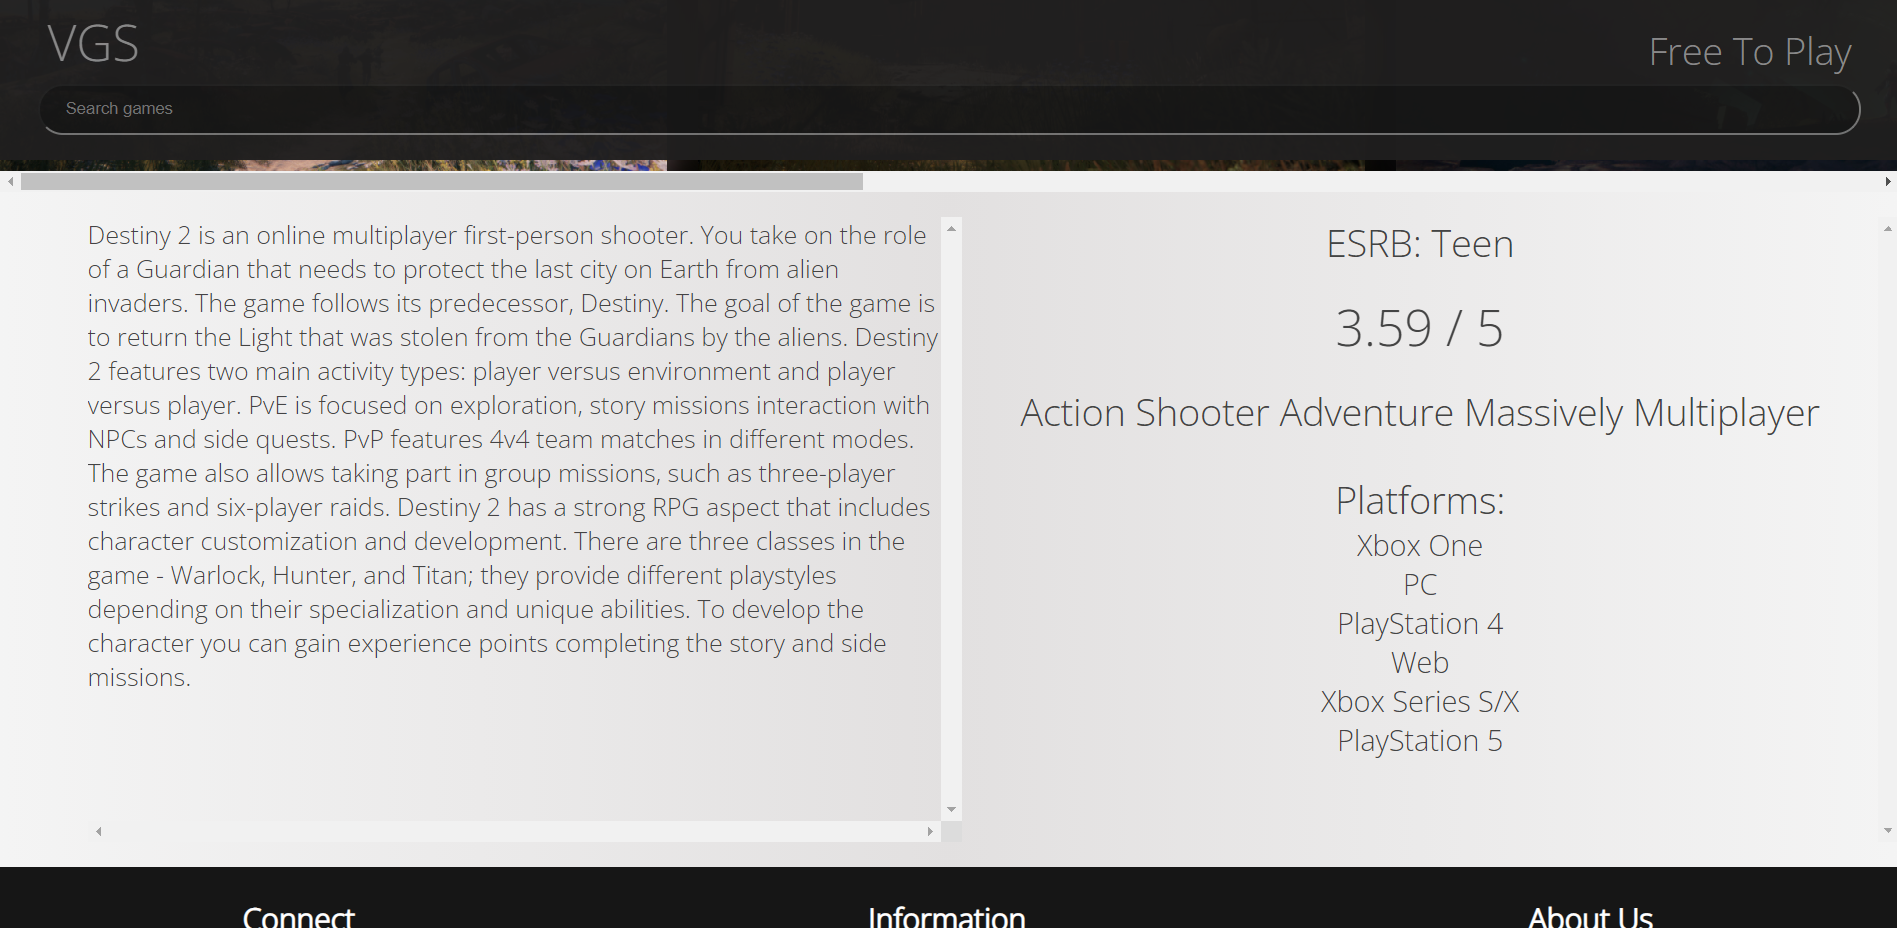 VGS
Free To Play
Search games
Destiny 2 is an online multiplayer first-person shooter. You take on the role
of a Guardian that needs to protect the last city on Earth from alien
invaders. The game follows its predecessor, Destiny. The goal of the game is
to return the Light that was stolen from the Guardians by the aliens. Destiny
2 features two main activity types: player versus environment and player
versus player. PvE is focused on exploration, story missions interaction with
NPCs and side quests. PvP features 4v4 team matches in different modes.
The game also allows taking part in group missions, such as three-player
strikes and six-player raids. Destiny 2 has a strong RPG aspect that includes
character customization and development. There are three classes in the
game - Warlock, Hunter, and Titan; they provide different playstyles
depending on their specialization and unique abilities. To develop the
character you can gain experience points completing the story and side
missions.
ESRB: Teen
3.59 / 5
Action Shooter Adventure Massively Multiplayer
Platforms:
Xbox One
PC
PlayStation 4
Web
Xbox Series S/X
PlayStation 5
Connect
Information
About Us